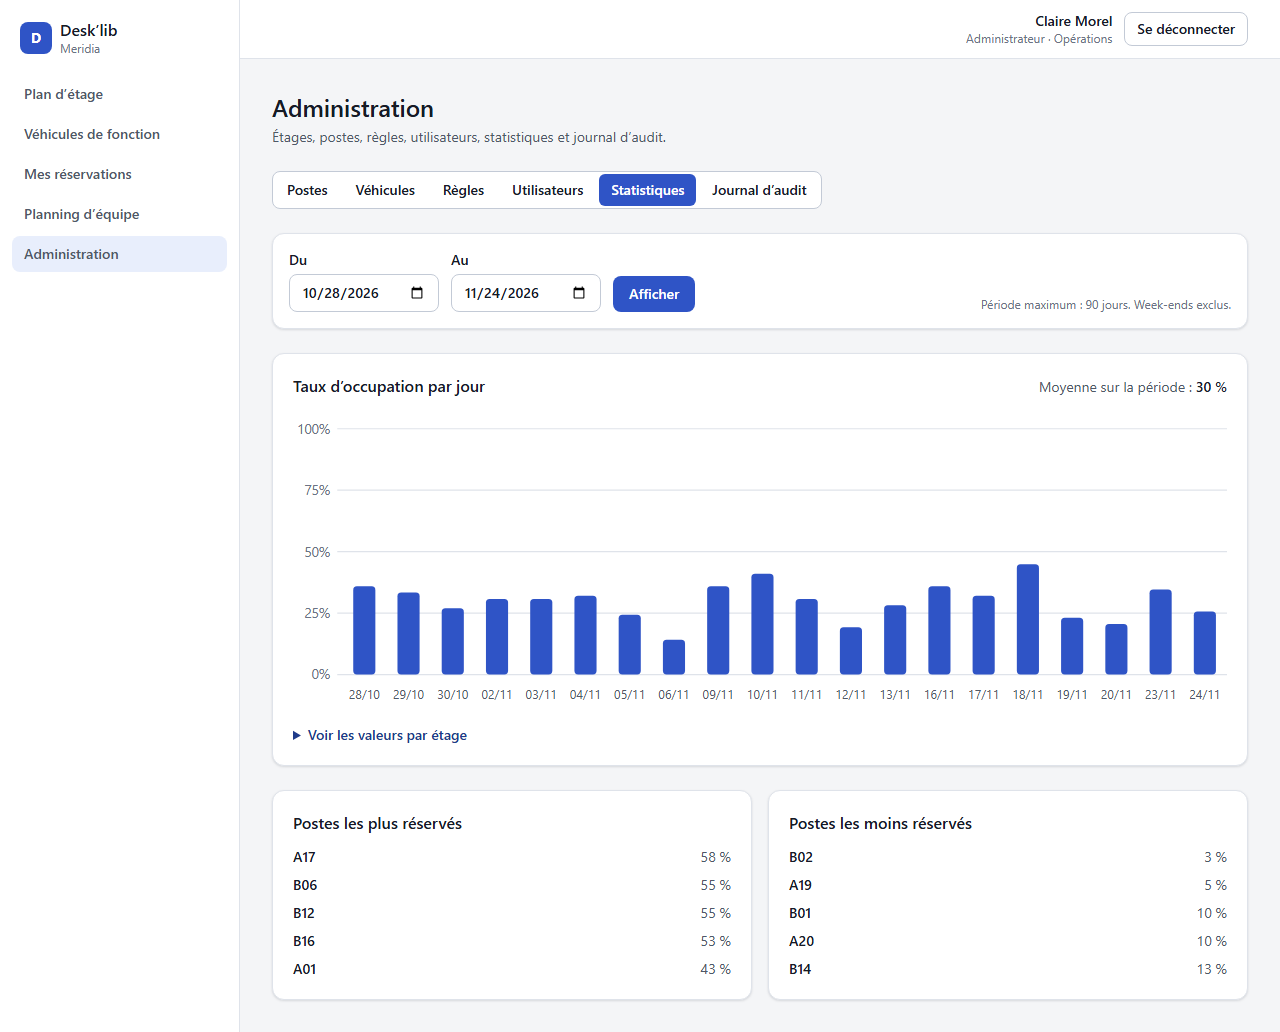 D
Desk’lib
Meridia
Claire Morel
Administrateur · Opérations
Se déconnecter
Plan d’étage
Véhicules de fonction
Mes réservations
Planning d’équipe
Administration
Administration
Étages, postes, règles, utilisateurs, statistiques et journal d’audit.
Postes Véhicules Règles Utilisateurs Statistiques Journal d’audit
Du Au
10/28/2026 11/24/2026 Afficher
Période maximum : 90 jours. Week-ends exclus.
Taux d’occupation par jour
Moyenne sur la période : 30 %
100%
75%
50%
25%
0%
28/10 29/10 30/10 02/11 03/11 04/11 05/11 06/11 09/11 10/11 11/11 12/11 13/11 16/11 17/11 18/11 19/11 20/11 23/11 24/11
Voir les valeurs par étage
Postes les plus réservés
A17 58 %
B06 55 %
B12 55 %
B16 53 %
A01 43 %
Postes les moins réservés
B02 3 %
A19 5 %
B01 10 %
A20 10 %
B14 13 %